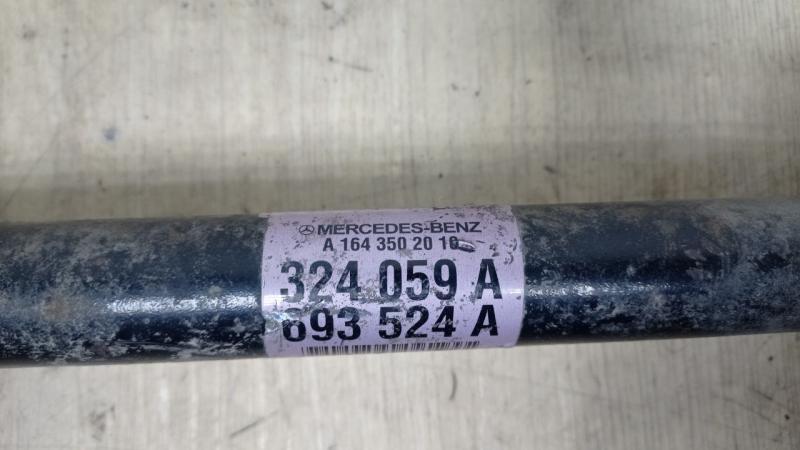 MERCEDES-BENZ
A 164 350 20 10
324 059 A
693 524 A